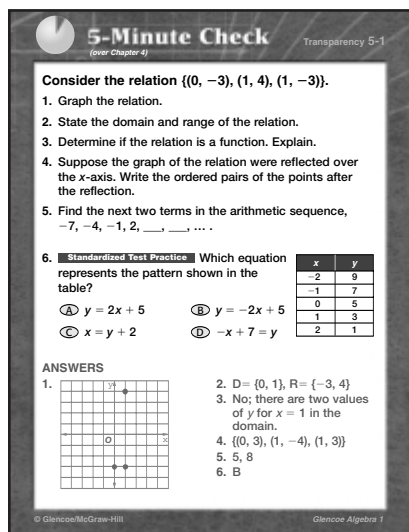 5-Minute Check
Transparency 5-1
(over Chapter 4)
Consider the relation {(0, −3), (1, 4), (1, −3)}.
1. Graph the relation.
2. State the domain and range of the relation.
3. Determine if the relation is a function. Explain.
4. Suppose the graph of the relation were reflected over
the x-axis. Write the ordered pairs of the points after
the reflection.
5. Find the next two terms in the arithmetic sequence,
−7, −4, −1, 2, ___, ___, ... .
6. Standardized Test Practice Which equation
represents the pattern shown in the
table?
A y = 2x + 5
B y = −2x + 5
C x = y + 2
D −x + 7 = y
x y
−2 9
−1 7
0 5
1 3
2 1
ANSWERS
1.
y
O
x
2. D= {0, 1}, R= {−3, 4}
3. No; there are two values
of y for x = 1 in the
domain.
4. {(0, 3), (1, −4), (1, 3)}
5. 5, 8
6. B
© Glencoe/McGraw-Hill
Glencoe Algebra 1